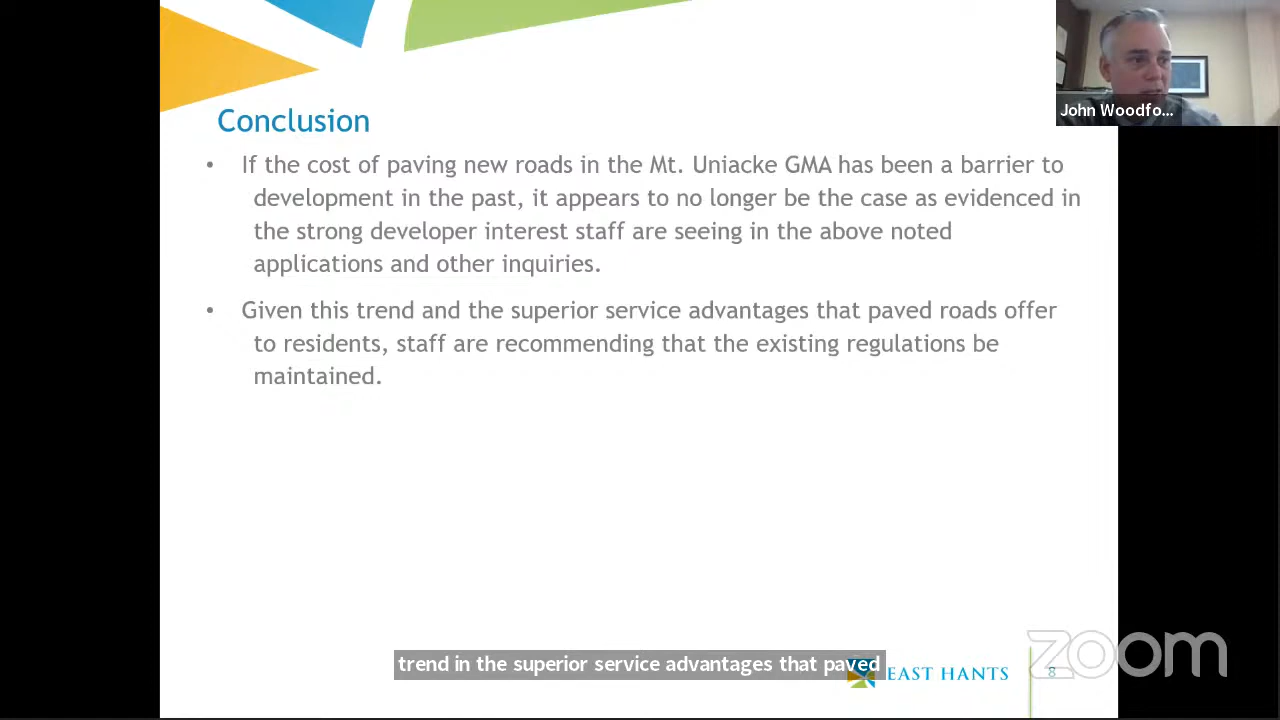 John Woodfo...
Conclusion
• If the cost of paving new roads in the Mt. Uniacke GMA has been a barrier to
development in the past, it appears to no longer be the case as evidenced in
the strong developer interest staff are seeing in the above noted
applications and other inquiries.
• Given this trend and the superior service advantages that paved roads offer
to residents, staff are recommending that the existing regulations be
maintained.
trend in the superior service advantages that paved
EAST HANTS
8
zoom